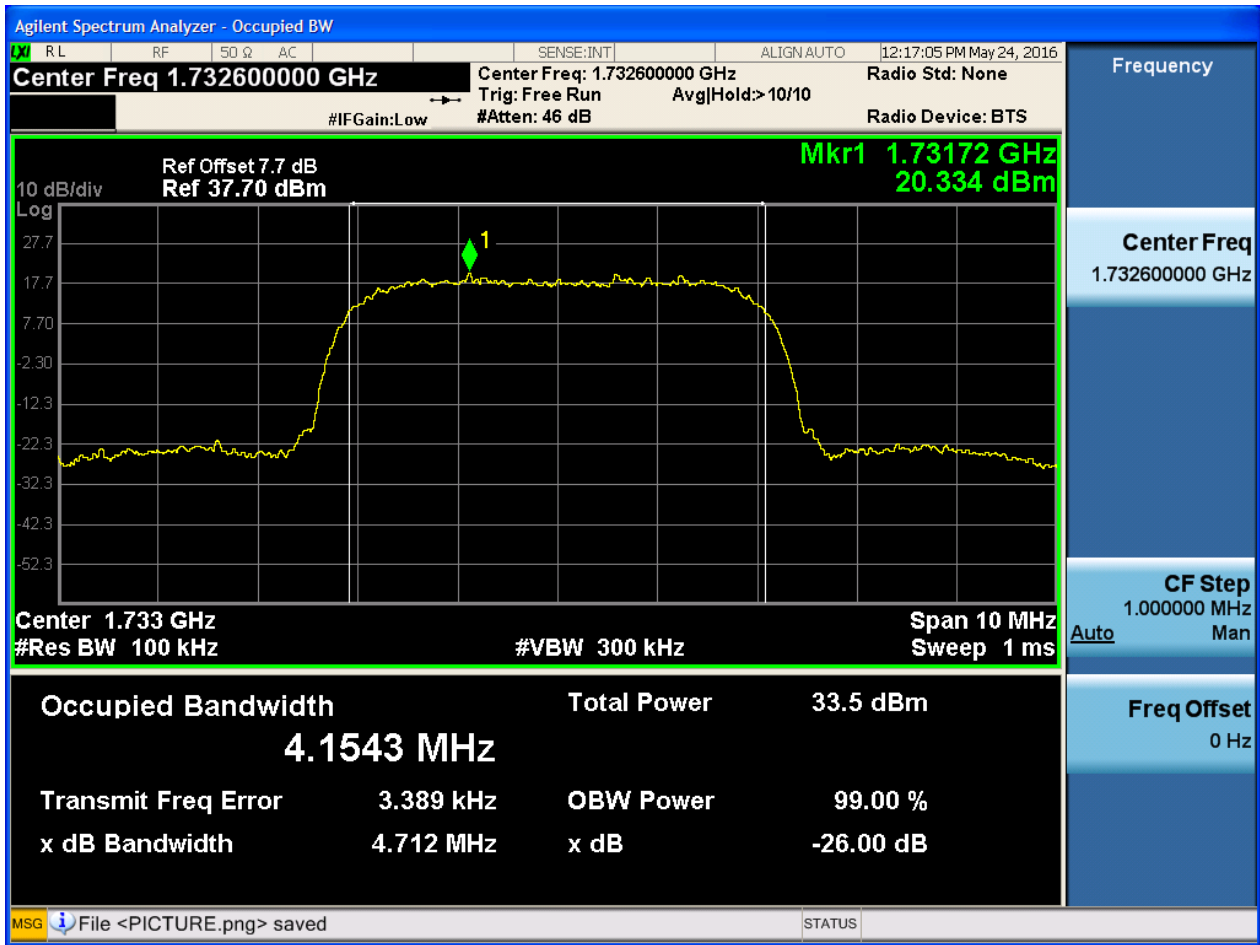 Agilent Spectrum Analyzer - Occupied BW
LXI RL RF 50 Ω AC SENSE:INT ALIGN AUTO 12:17:05 PM May 24, 2016
Center Freq 1.732600000 GHz
Center Freq: 1.732600000 GHz
Radio Std: None
Trig: Free Run Avg|Hold:>10/10
#IFGain:Low
#Atten: 46 dB
Radio Device: BTS
Ref Offset 7.7 dB
Mkr1 1.73172 GHz
10 dB/div Ref 37.70 dBm
20.334 dBm
Log
1
27.7
17.7
7.70
-2.30
-12.3
-22.3
-32.3
-42.3
-52.3
Center 1.733 GHz Span 10 MHz
#Res BW 100 kHz #VBW 300 kHz Sweep 1 ms
Occupied Bandwidth Total Power 33.5 dBm
4.1543 MHz
Transmit Freq Error 3.389 kHz OBW Power 99.00 %
x dB Bandwidth 4.712 MHz x dB -26.00 dB
Frequency
Center Freq
1.732600000 GHz
CF Step
1.000000 MHz
Auto Man
Freq Offset
0 Hz
MSG File <PICTURE.png> saved STATUS